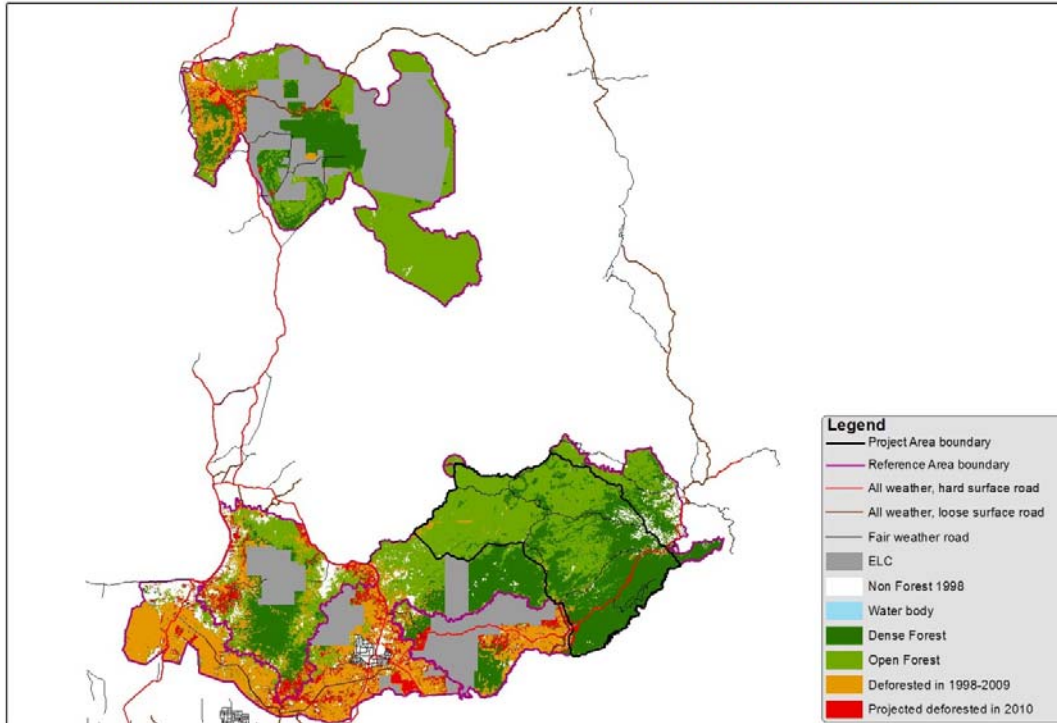 Legend
Project Area boundary
Reference Area boundary
All weather, hard surface road
All weather, loose surface road
Fair weather road
ELC
Non Forest 1998
Water body
Dense Forest
Open Forest
Deforested in 1998-2009
Projected deforested in 2010